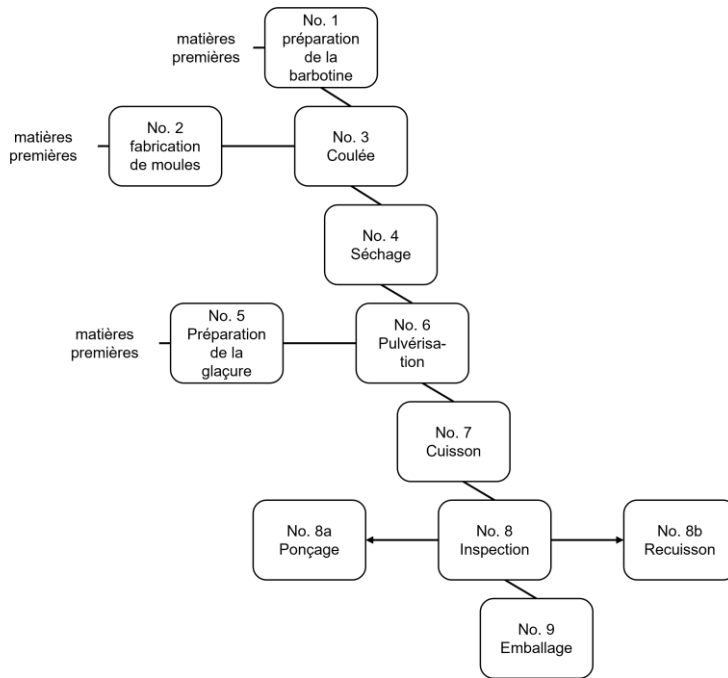 No. 1
préparation
de la
barbotine
matières
premières
No. 2
fabrication
de moules
matières
premières
No. 3
Coulée
No. 4
Séchage
No. 5
Préparation
de la
glaçure
matières
premières
No. 6
Pulvérisa-
tion
No. 7
Cuisson
No. 8a
Ponçage
No. 8
Inspection
No. 8b
Recuisson
No. 9
Emballage